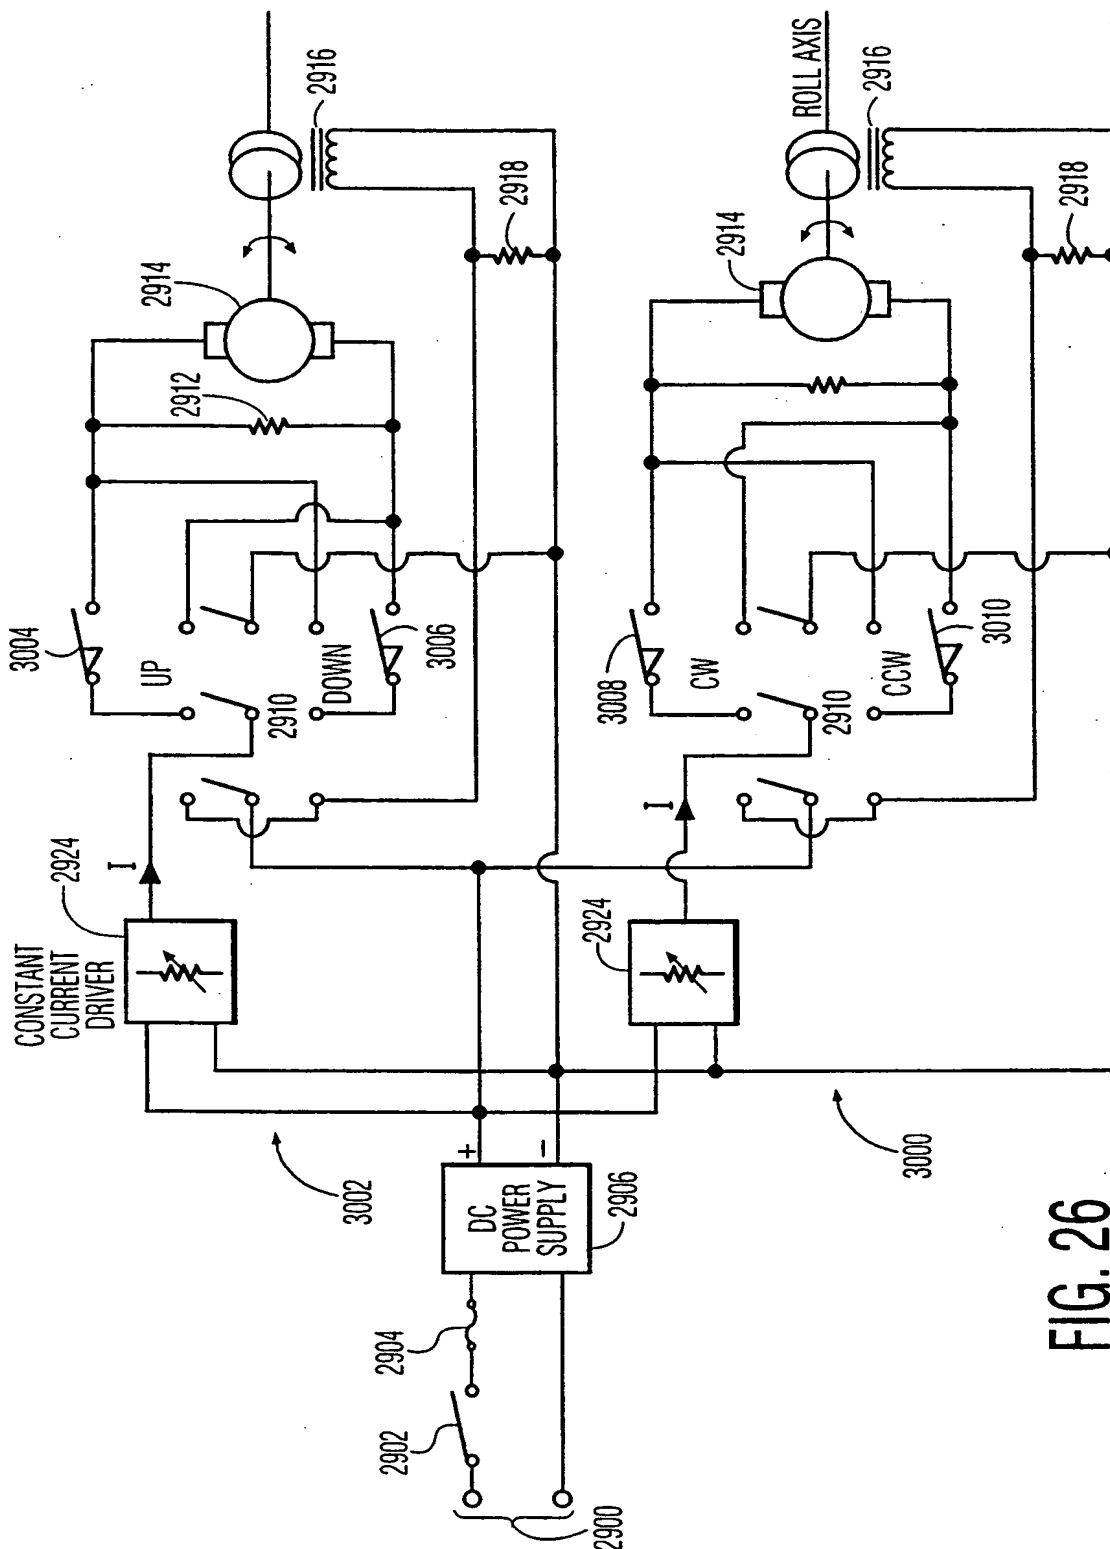 CONSTANT
CURRENT
DRIVER
2924
I
3004
UP
2910
DOWN
3006
2912
2914
2916
2918
2900
2902
2904
DC
POWER
SUPPLY
+
−
2906
3002
2924
I
3008
CW
2910
CCW
3010
2914
ROLL AXIS
2916
2918
3000
FIG. 26